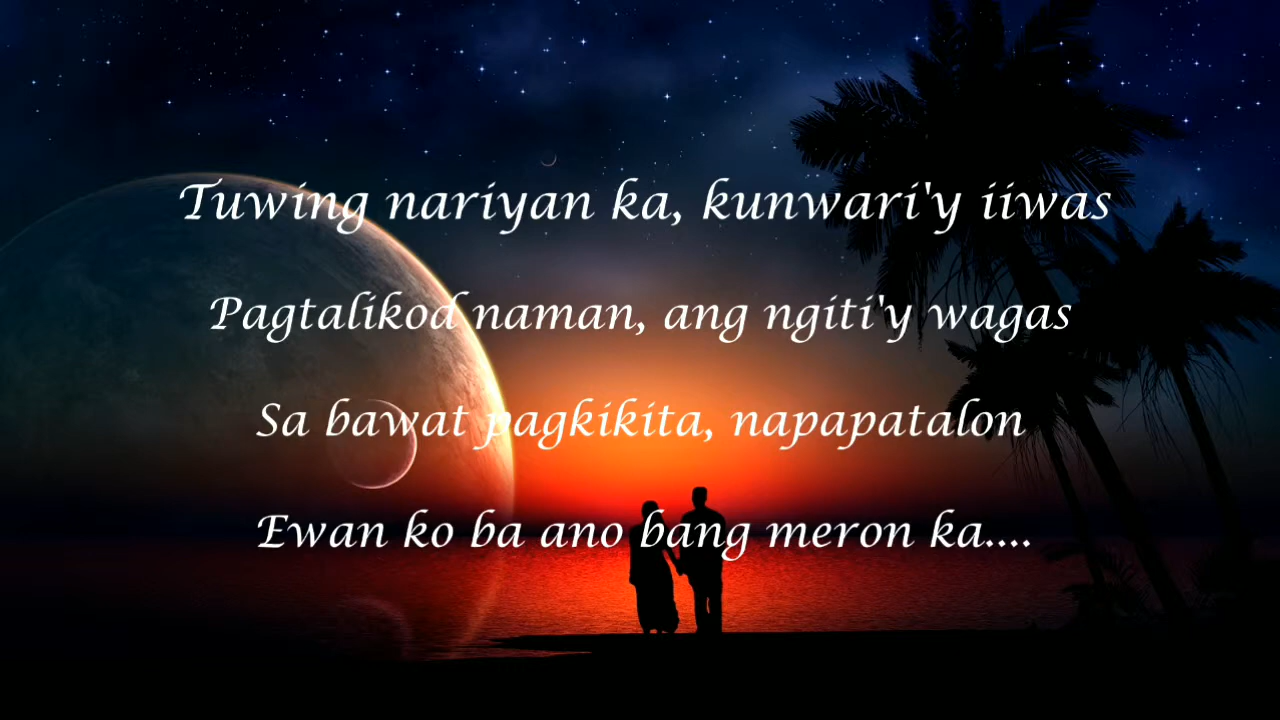 Tuwing nariyan ka, kunwari'y iiwas
Pagtalikod naman, ang ngiti'y wagas
Sa bawat pagkikita, napapatalon
Ewan ko ba ano bang meron ka....